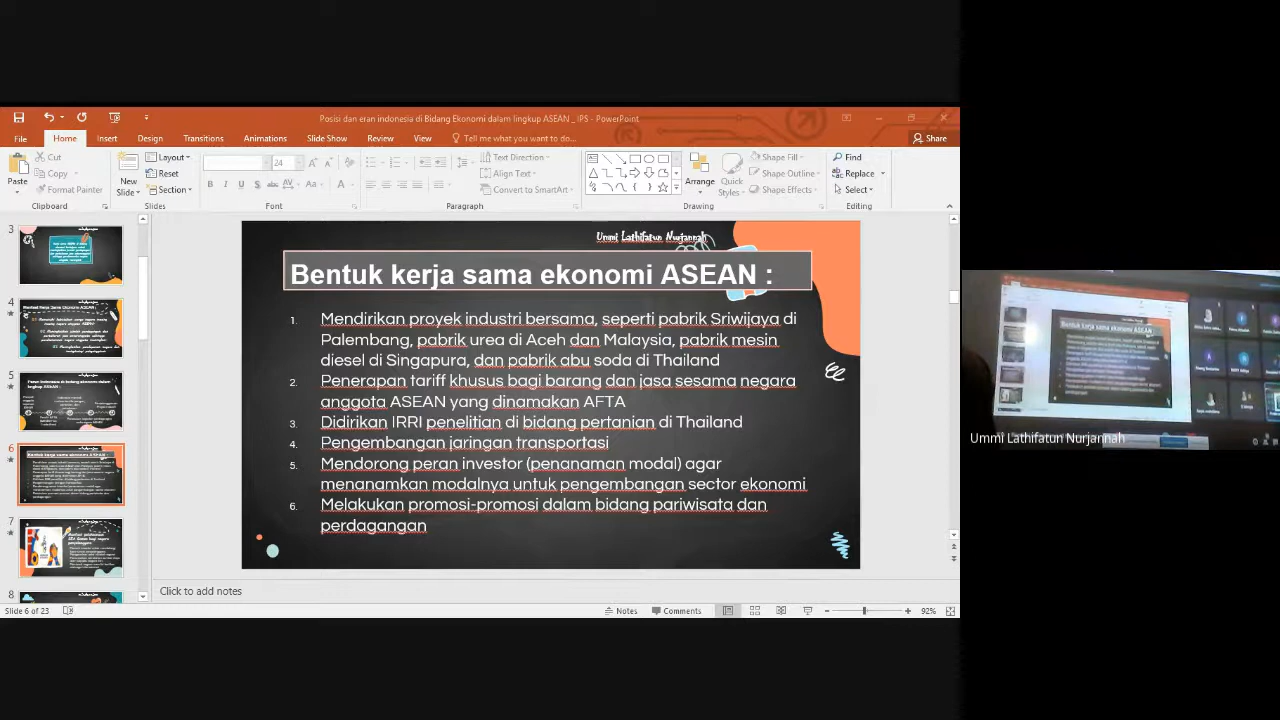 Posisi dan eran indonesia di Bidang Ekonomi dalam lingkup ASEAN _ IPS - PowerPoint
File Home Insert Design Transitions Animations Slide Show Review View Tell me what you want to do... Share
Paste Cut Copy Format Painter
Clipboard
New Slide Layout Reset Section
Slides
24
Font
Text Direction Align Text Convert to SmartArt
Paragraph
Arrange Quick Styles Shape Fill Shape Outline Shape Effects
Drawing
Find Replace Select
Editing
3
4
5
6
7
8
Ummi Lathifatun Nurjannah
Bentuk kerja sama ekonomi ASEAN :
1. Mendirikan proyek industri bersama, seperti pabrik Sriwijaya di
Palembang, pabrik urea di Aceh dan Malaysia, pabrik mesin
diesel di Singapura, dan pabrik abu soda di Thailand
2. Penerapan tariff khusus bagi barang dan jasa sesama negara
anggota ASEAN yang dinamakan AFTA
3. Didirikan IRRI penelitian di bidang pertanian di Thailand
4. Pengembangan jaringan transportasi
5. Mendorong peran investor (penanaman modal) agar
menanamkan modalnya untuk pengembangan sector ekonomi
6. Melakukan promosi-promosi dalam bidang pariwisata dan
perdagangan
Click to add notes
Slide 6 of 23 Notes Comments 92%
Ummi Lathifatun Nurjannah